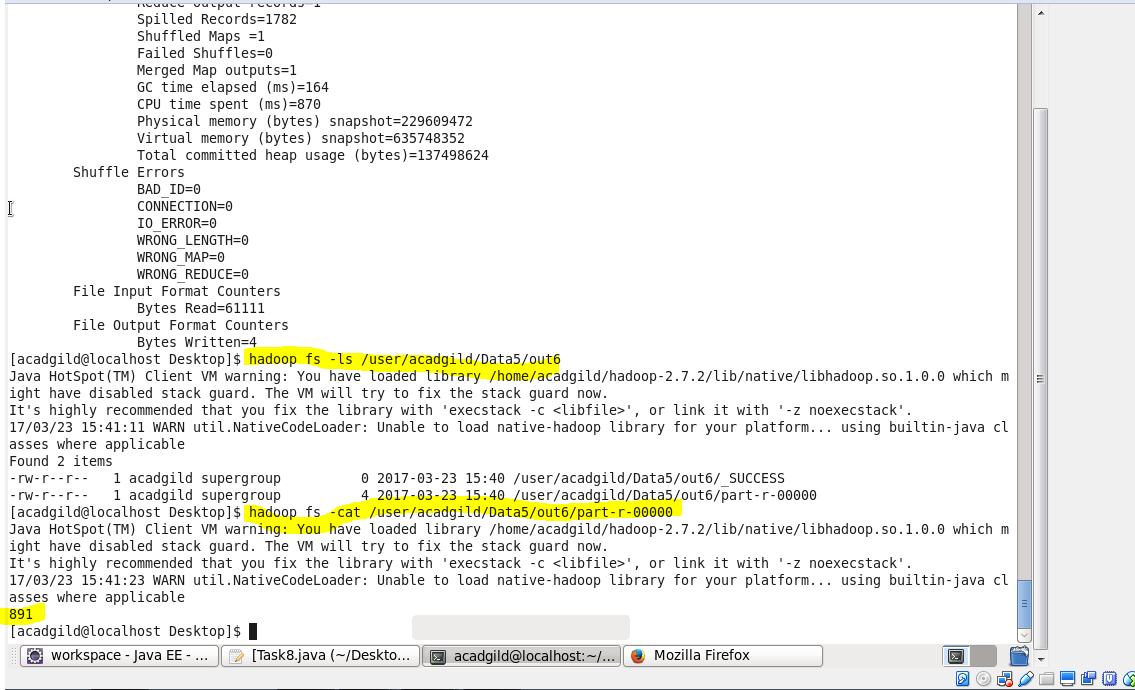 Reduce output records=1
Spilled Records=1782
Shuffled Maps =1
Failed Shuffles=0
Merged Map outputs=1
GC time elapsed (ms)=164
CPU time spent (ms)=870
Physical memory (bytes) snapshot=229609472
Virtual memory (bytes) snapshot=635748352
Total committed heap usage (bytes)=137498624
Shuffle Errors
BAD_ID=0
CONNECTION=0
IO_ERROR=0
WRONG_LENGTH=0
WRONG_MAP=0
WRONG_REDUCE=0
File Input Format Counters
Bytes Read=61111
File Output Format Counters
Bytes Written=4
[acadgild@localhost Desktop]$ hadoop fs -ls /user/acadgild/Data5/out6
Java HotSpot(TM) Client VM warning: You have loaded library /home/acadgild/hadoop-2.7.2/lib/native/libhadoop.so.1.0.0 which m
ight have disabled stack guard. The VM will try to fix the stack guard now.
It's highly recommended that you fix the library with 'execstack -c <libfile>', or link it with '-z noexecstack'.
17/03/23 15:41:11 WARN util.NativeCodeLoader: Unable to load native-hadoop library for your platform... using builtin-java cl
asses where applicable
Found 2 items
-rw-r--r--   1 acadgild supergroup          0 2017-03-23 15:40 /user/acadgild/Data5/out6/_SUCCESS
-rw-r--r--   1 acadgild supergroup          4 2017-03-23 15:40 /user/acadgild/Data5/out6/part-r-00000
[acadgild@localhost Desktop]$ hadoop fs -cat /user/acadgild/Data5/out6/part-r-00000
Java HotSpot(TM) Client VM warning: You have loaded library /home/acadgild/hadoop-2.7.2/lib/native/libhadoop.so.1.0.0 which m
ight have disabled stack guard. The VM will try to fix the stack guard now.
It's highly recommended that you fix the library with 'execstack -c <libfile>', or link it with '-z noexecstack'.
17/03/23 15:41:23 WARN util.NativeCodeLoader: Unable to load native-hadoop library for your platform... using builtin-java cl
asses where applicable
891
[acadgild@localhost Desktop]$
workspace - Java EE - ... [Task8.java (~/Deskto... acadgild@localhost:~/... Mozilla Firefox